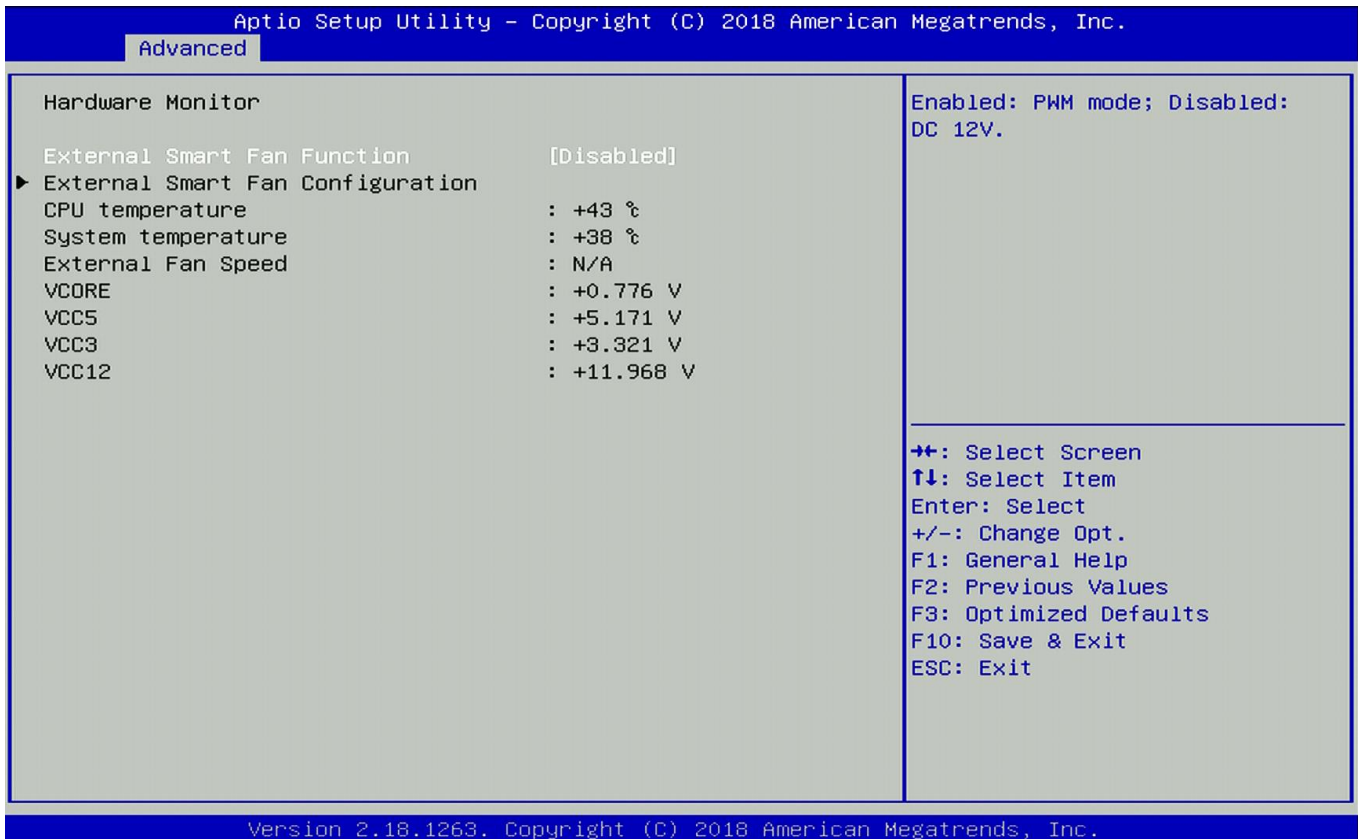 Aptio Setup Utility – Copyright (C) 2018 American Megatrends, Inc.
Advanced
Hardware Monitor
External Smart Fan Function [Disabled]
▶ External Smart Fan Configuration
CPU temperature : +43 ℃
System temperature : +38 ℃
External Fan Speed : N/A
VCORE : +0.776 V
VCC5 : +5.171 V
VCC3 : +3.321 V
VCC12 : +11.968 V
Enabled: PWM mode; Disabled:
DC 12V.
→←: Select Screen
↑↓: Select Item
Enter: Select
+/-: Change Opt.
F1: General Help
F2: Previous Values
F3: Optimized Defaults
F10: Save & Exit
ESC: Exit
Version 2.18.1263. Copyright (C) 2018 American Megatrends, Inc.